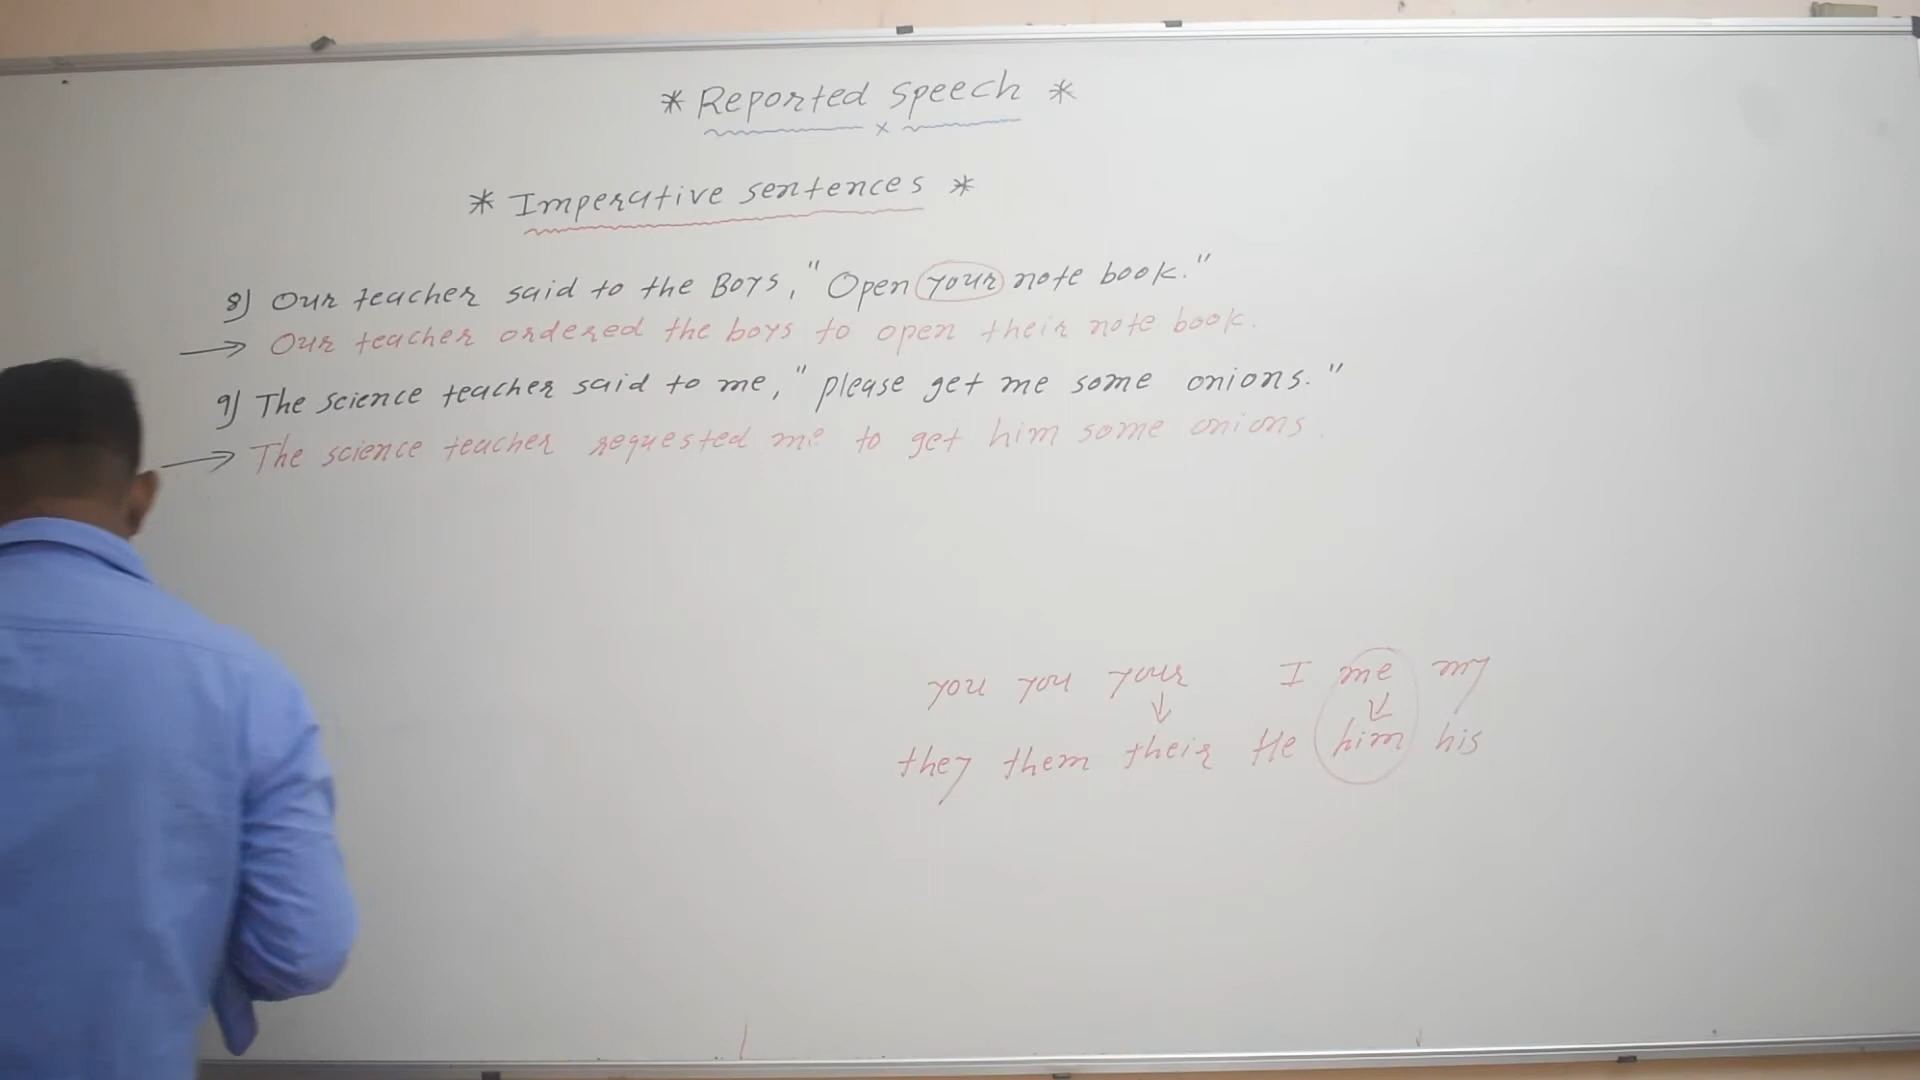 * Reported speech *
x
* Imperative sentences *
8) Our teacher said to the Boys, "Open your note book."
→ Our teacher ordered the boys to open their note book.
9) The science teacher said to me, "please get me some onions."
→ The science teacher requested me to get him some onions.
you you your I me my
↓ ↓
they them their He him his